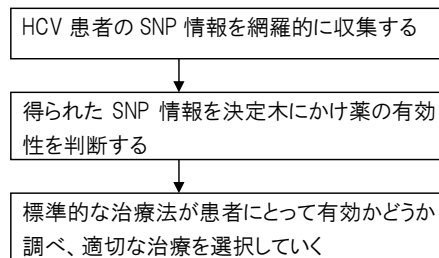 HCV 患者の SNP 情報を網羅的に収集する
得られた SNP 情報を決定木にかけ薬の有効
性を判断する
標準的な治療法が患者にとって有効かどうか
調べ、適切な治療を選択していく